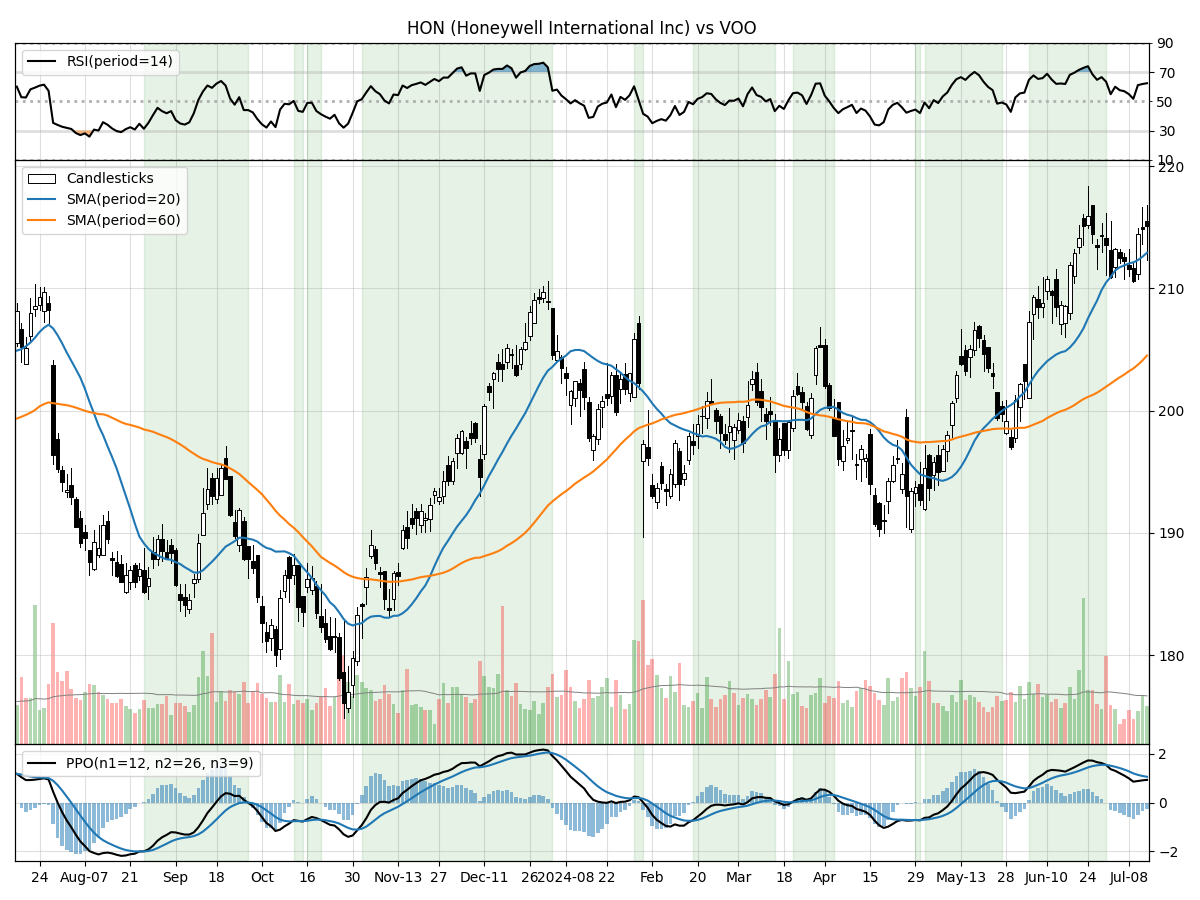 HON (Honeywell International Inc) vs VOO
RSI(period=14)
90
70
50
30
10
Candlesticks
SMA(period=20)
SMA(period=60)
220
210
200
190
180
PPO(n1=12, n2=26, n3=9)
2
0
−2
24 Aug-07 21 Sep 18 Oct 16 30 Nov-13 27 Dec-11 26 2024-08 22 Feb 20 Mar 18 Apr 15 29 May-13 28 Jun-10 24 Jul-08